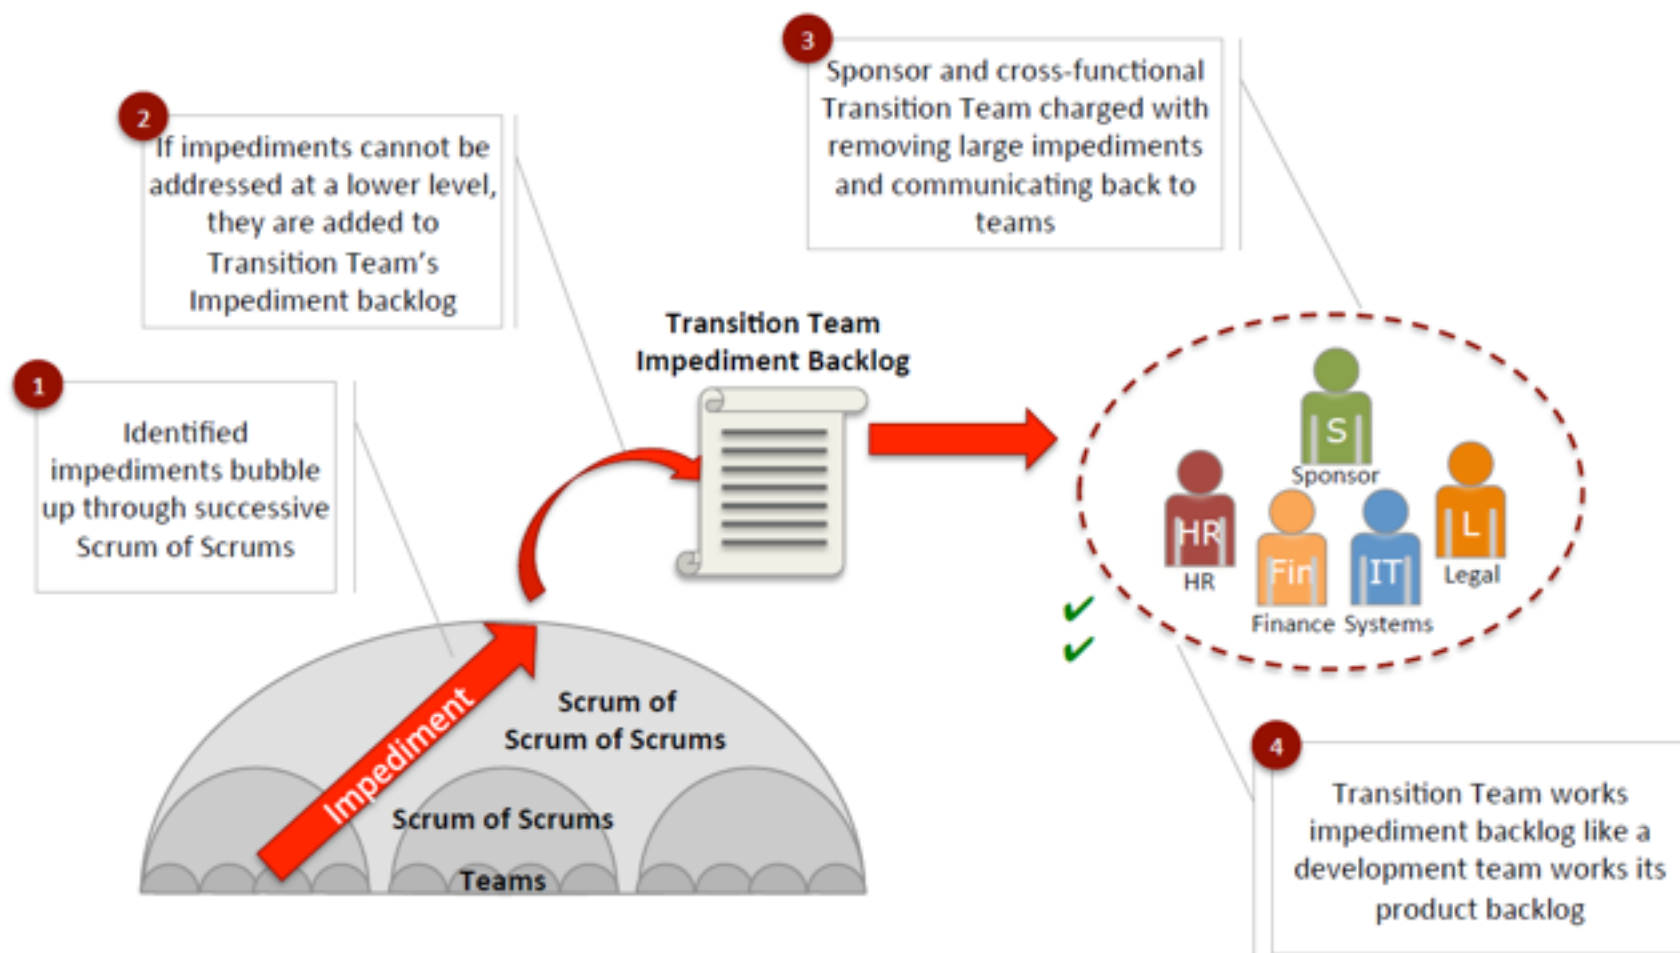 1
Identified
impediments bubble
up through successive
Scrum of Scrums
2
If impediments cannot be
addressed at a lower level,
they are added to
Transition Team's
Impediment backlog
3
Sponsor and cross-functional
Transition Team charged with
removing large impediments
and communicating back to
teams
Transition Team
Impediment Backlog
S
Sponsor
HR
HR
Fin
Finance
IT
Systems
L
Legal
Impediment
Scrum of
Scrum of Scrums
Scrum of Scrums
Teams
4
Transition Team works
impediment backlog like a
development team works its
product backlog